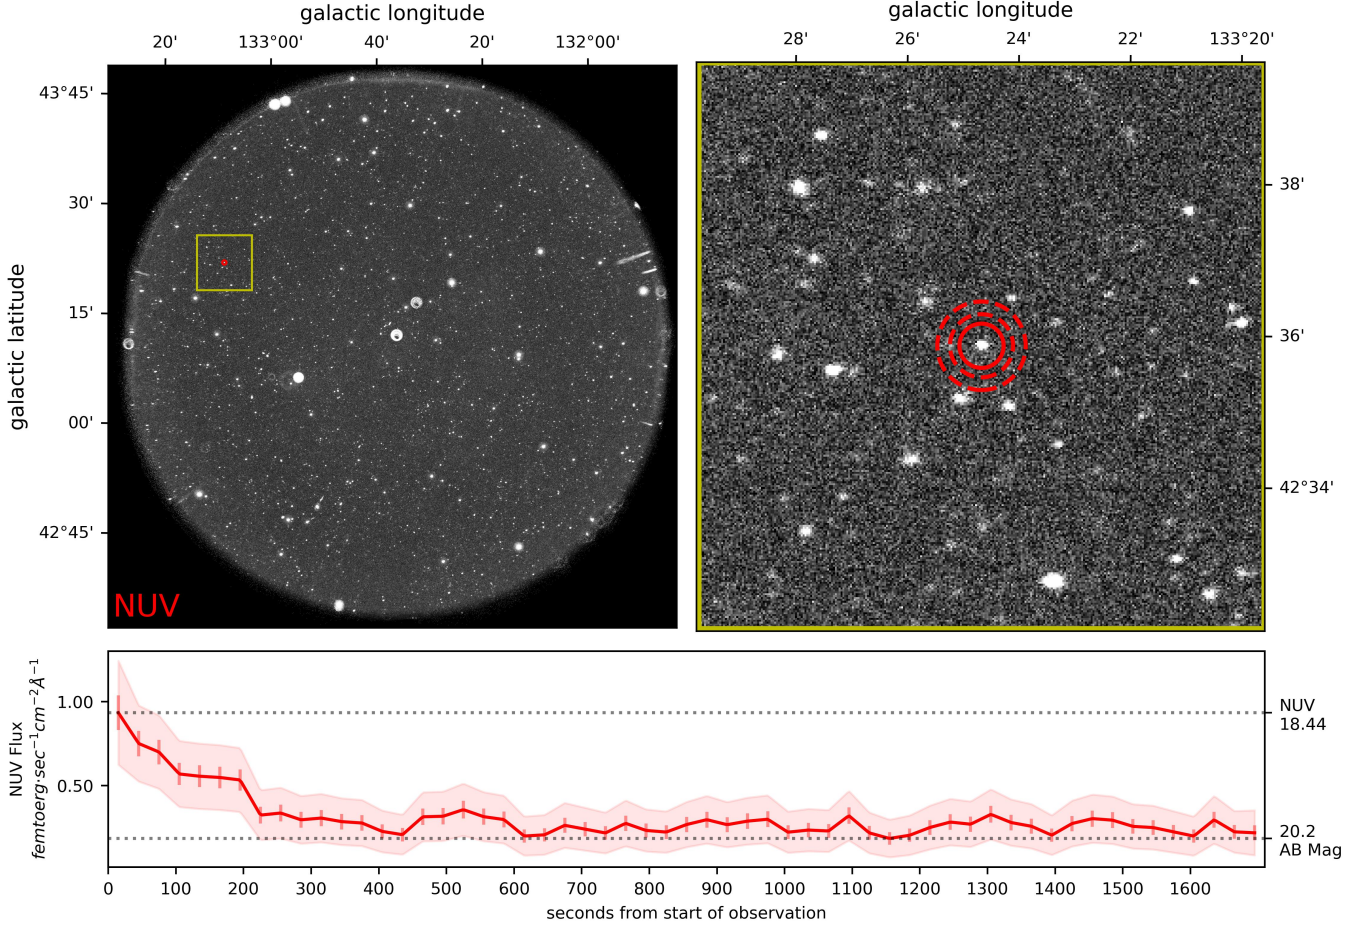 galactic longitude
galactic longitude
20' 133°00' 40' 20' 132°00'
28' 26' 24' 22' 133°20'
43°45'
30'
15'
00'
42°45'
galactic latitude
38'
36'
42°34'
NUV
NUV Flux
femtoerg·sec⁻¹cm⁻²Å⁻¹
1.00
0.50
NUV
18.44
20.2
AB Mag
0 100 200 300 400 500 600 700 800 900 1000 1100 1200 1300 1400 1500 1600
seconds from start of observation